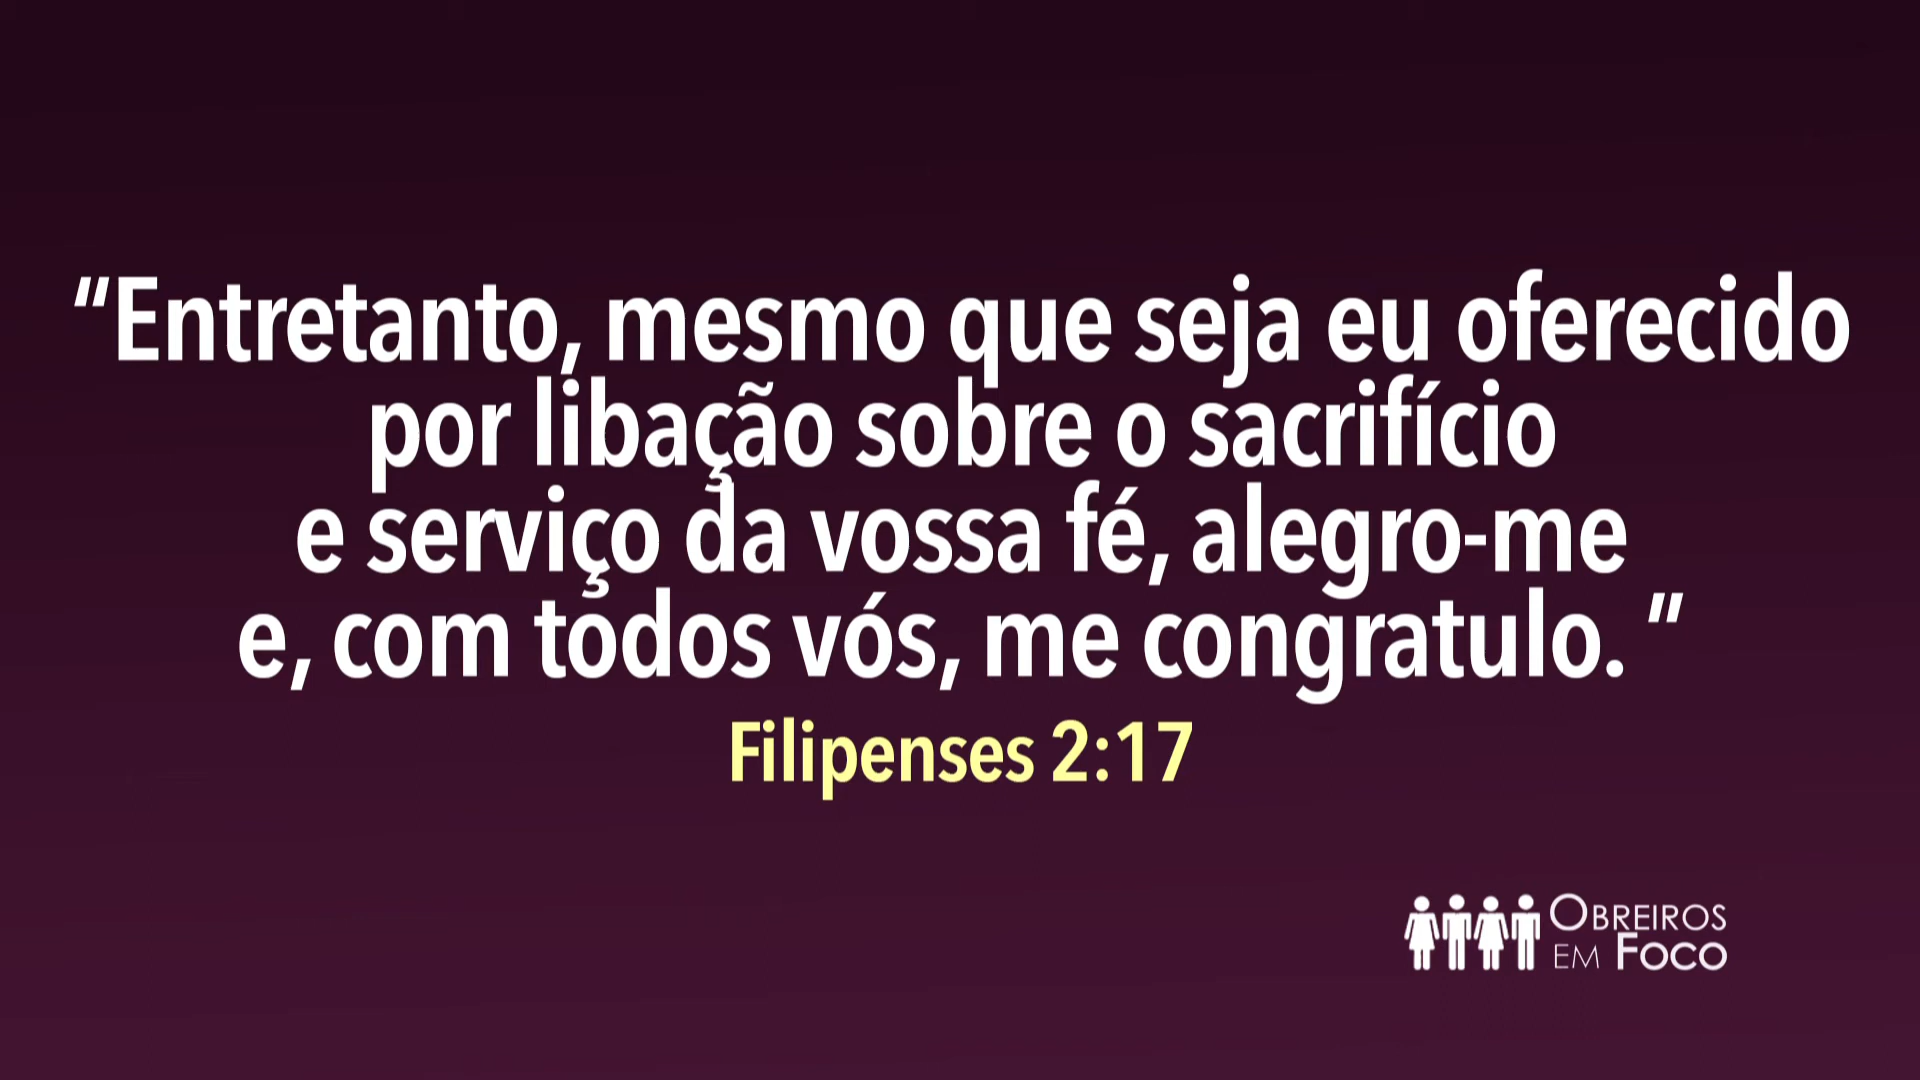 “Entretanto, mesmo que seja eu oferecido
por libação sobre o sacrifício
e serviço da vossa fé, alegro-me
e, com todos vós, me congratulo. ”
Filipenses 2:17
OBREIROS
EM FOCO